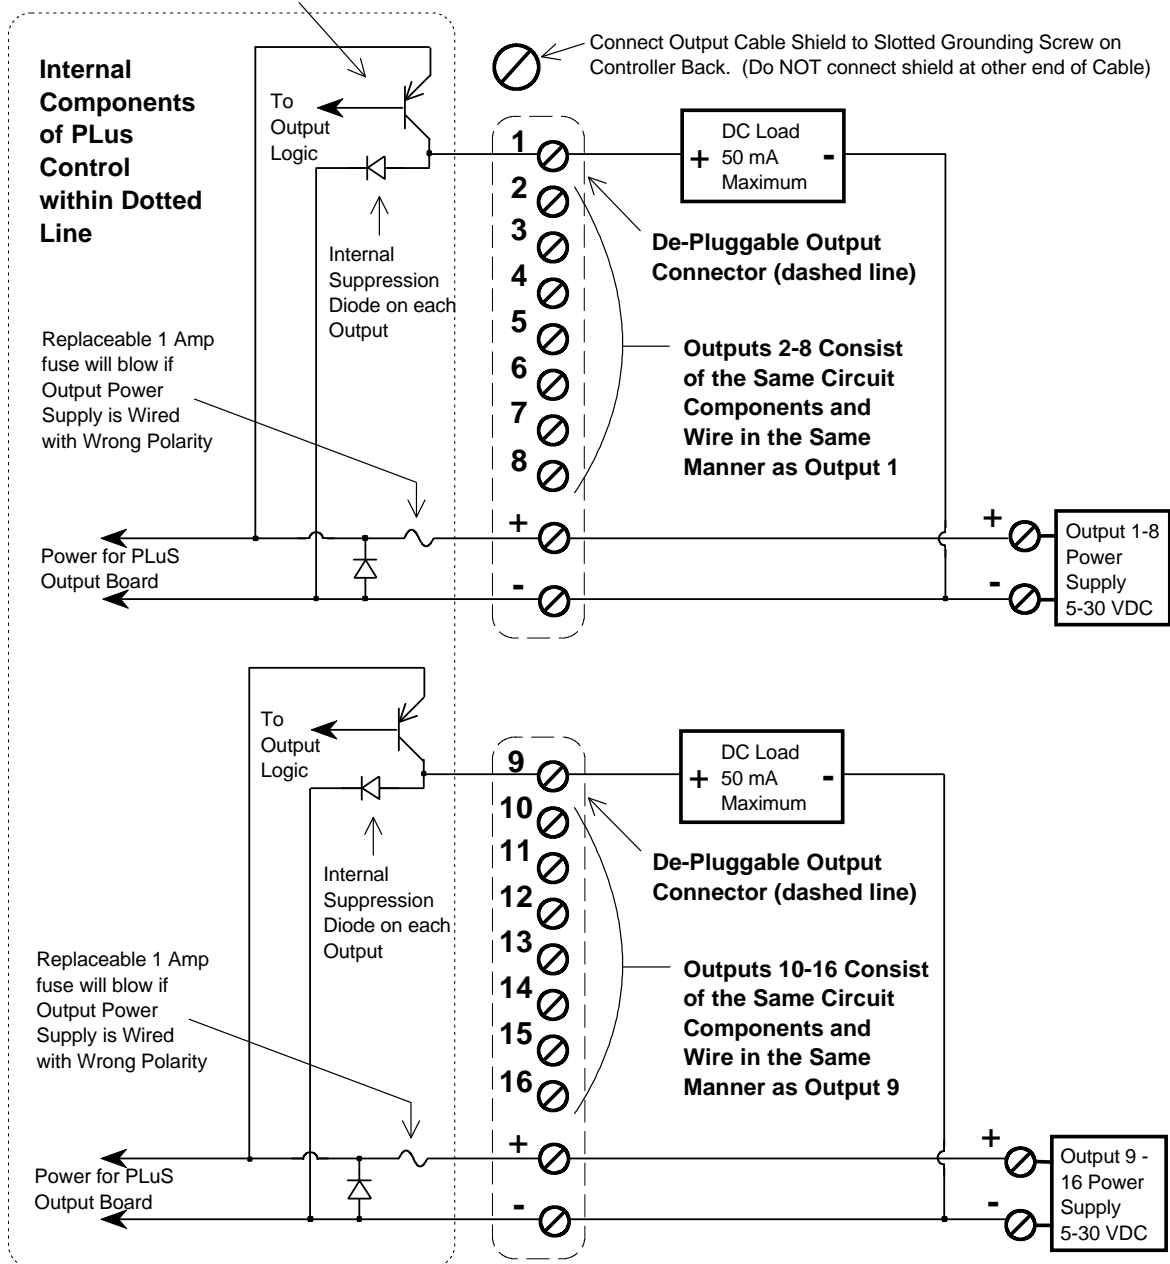 Connect Output Cable Shield to Slotted Grounding Screw on
Controller Back.  (Do NOT connect shield at other end of Cable)
Internal
Components
of PLus
Control
within Dotted
Line
To
Output
Logic
Internal
Suppression
Diode on each
Output
Replaceable 1 Amp
fuse will blow if
Output Power
Supply is Wired
with Wrong Polarity
Power for PLuS
Output Board
1
2
3
4
5
6
7
8
+
-
DC Load
+ 50 mA -
Maximum
De-Pluggable Output
Connector (dashed line)
Outputs 2-8 Consist
of the Same Circuit
Components and
Wire in the Same
Manner as Output 1
+
-
Output 1-8
Power
Supply
5-30 VDC
To
Output
Logic
Internal
Suppression
Diode on each
Output
Replaceable 1 Amp
fuse will blow if
Output Power
Supply is Wired
with Wrong Polarity
Power for PLuS
Output Board
9
10
11
12
13
14
15
16
+
-
DC Load
+ 50 mA -
Maximum
De-Pluggable Output
Connector (dashed line)
Outputs 10-16 Consist
of the Same Circuit
Components and
Wire in the Same
Manner as Output 9
+
-
Output 9 -
16 Power
Supply
5-30 VDC